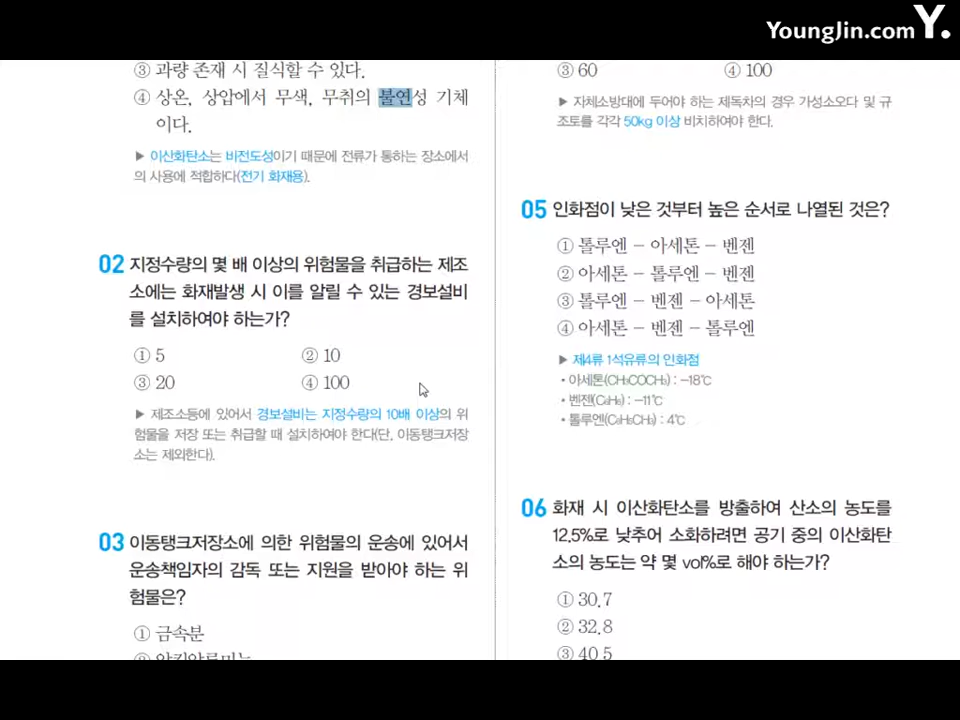 YoungJin.com Y.
③ 과량 존재 시 질식할 수 있다.
④ 상온, 상압에서 무색, 무취의 불연성 기체
이다.
▶ 이산화탄소는 비전도성이기 때문에 전류가 통하는 장소에서
의 사용에 적합하다(전기 화재용).
02 지정수량의 몇 배 이상의 위험물을 취급하는 제조
소에는 화재발생 시 이를 알릴 수 있는 경보설비
를 설치하여야 하는가?
① 5 ② 10
③ 20 ④ 100
▶ 제조소등에 있어서 경보설비는 지정수량의 10배 이상의 위
험물을 저장 또는 취급할 때 설치하여야 한다(단, 이동탱크저장
소는 제외한다).
03 이동탱크저장소에 의한 위험물의 운송에 있어서
운송책임자의 감독 또는 지원을 받아야 하는 위
험물은?
① 금속분
② 알킬알루미늄
③ 60 ④ 100
▶ 자체소방대에 두어야 하는 제독차의 경우 가성소오다 및 규
조토를 각각 50kg 이상 비치하여야 한다.
05 인화점이 낮은 것부터 높은 순서로 나열된 것은?
① 톨루엔 – 아세톤 – 벤젠
② 아세톤 – 톨루엔 – 벤젠
③ 톨루엔 – 벤젠 – 아세톤
④ 아세톤 – 벤젠 – 톨루엔
▶ 제4류 1석유류의 인화점
• 아세톤(CH₃COCH₃) : –18℃
• 벤젠(C₆H₆) : –11℃
• 톨루엔(C₆H₅CH₃) : 4℃
06 화재 시 이산화탄소를 방출하여 산소의 농도를
12.5%로 낮추어 소화하려면 공기 중의 이산화탄
소의 농도는 약 몇 vol%로 해야 하는가?
① 30.7
② 32.8
③ 40.5